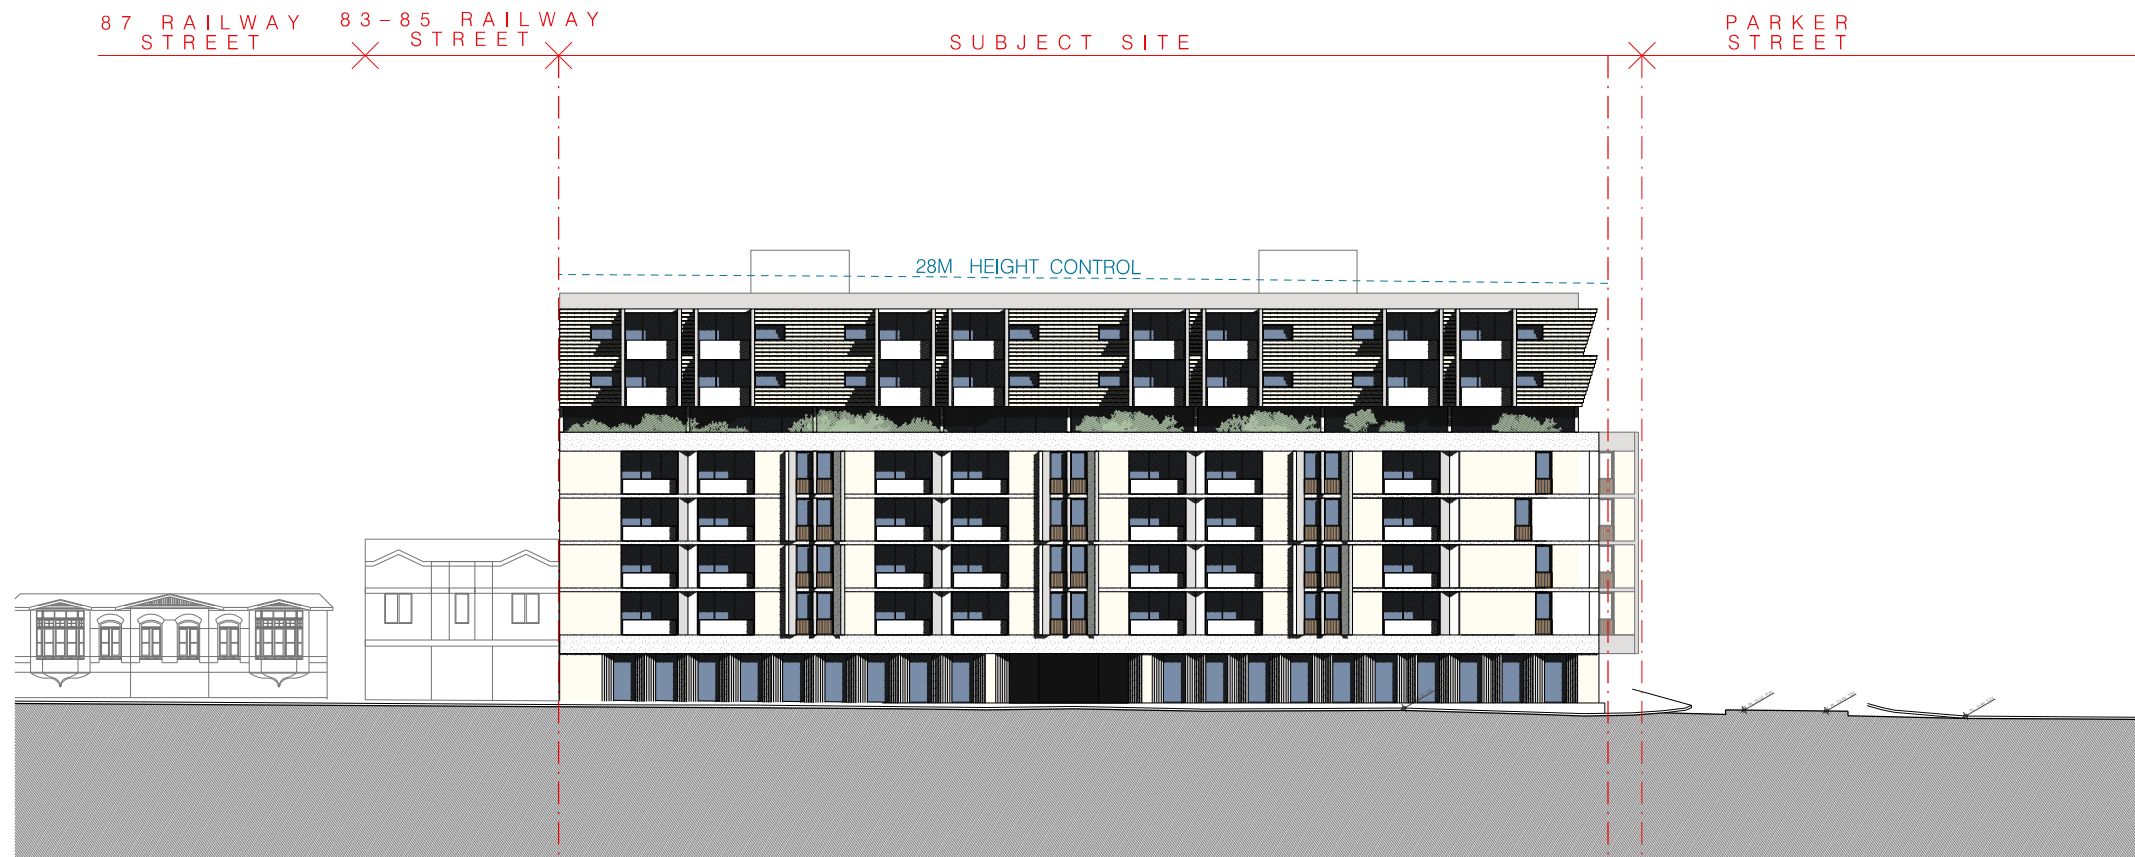 87 RAILWAY
STREET
83-85 RAILWAY
STREET
SUBJECT SITE
PARKER
STREET
28M HEIGHT CONTROL